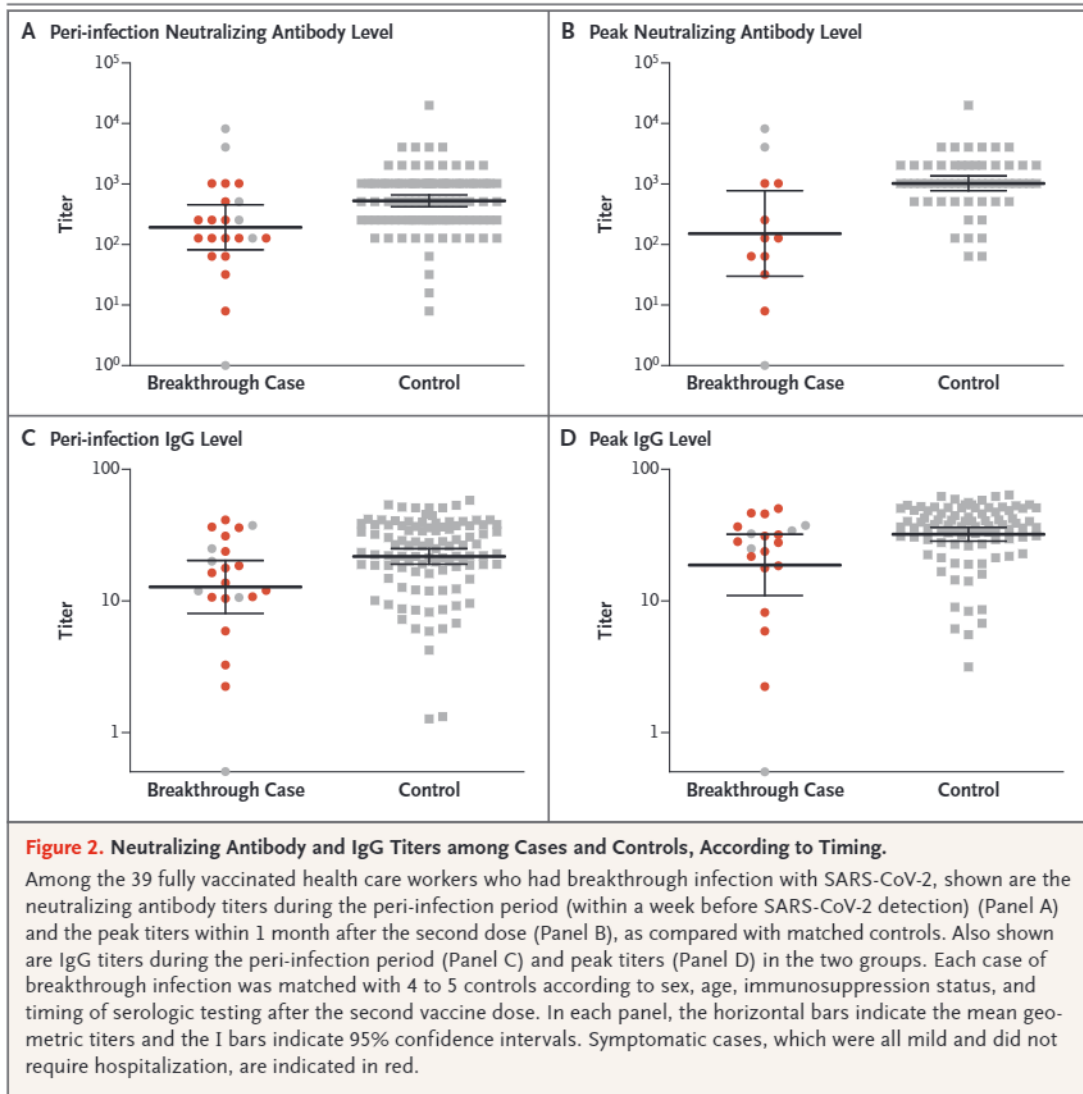 A Peri-infection Neutralizing Antibody Level
10⁵
10⁴
10³
10²
10¹
10⁰
Titer
Breakthrough Case
Control
B Peak Neutralizing Antibody Level
10⁵
10⁴
10³
10²
10¹
10⁰
Titer
Breakthrough Case
Control
C Peri-infection IgG Level
100
10
1
Titer
Breakthrough Case
Control
D Peak IgG Level
100
10
1
Titer
Breakthrough Case
Control
Figure 2. Neutralizing Antibody and IgG Titers among Cases and Controls, According to Timing.
Among the 39 fully vaccinated health care workers who had breakthrough infection with SARS-CoV-2, shown are the
neutralizing antibody titers during the peri-infection period (within a week before SARS-CoV-2 detection) (Panel A)
and the peak titers within 1 month after the second dose (Panel B), as compared with matched controls. Also shown
are IgG titers during the peri-infection period (Panel C) and peak titers (Panel D) in the two groups. Each case of
breakthrough infection was matched with 4 to 5 controls according to sex, age, immunosuppression status, and
timing of serologic testing after the second vaccine dose. In each panel, the horizontal bars indicate the mean geo-
metric titers and the I bars indicate 95% confidence intervals. Symptomatic cases, which were all mild and did not
require hospitalization, are indicated in red.